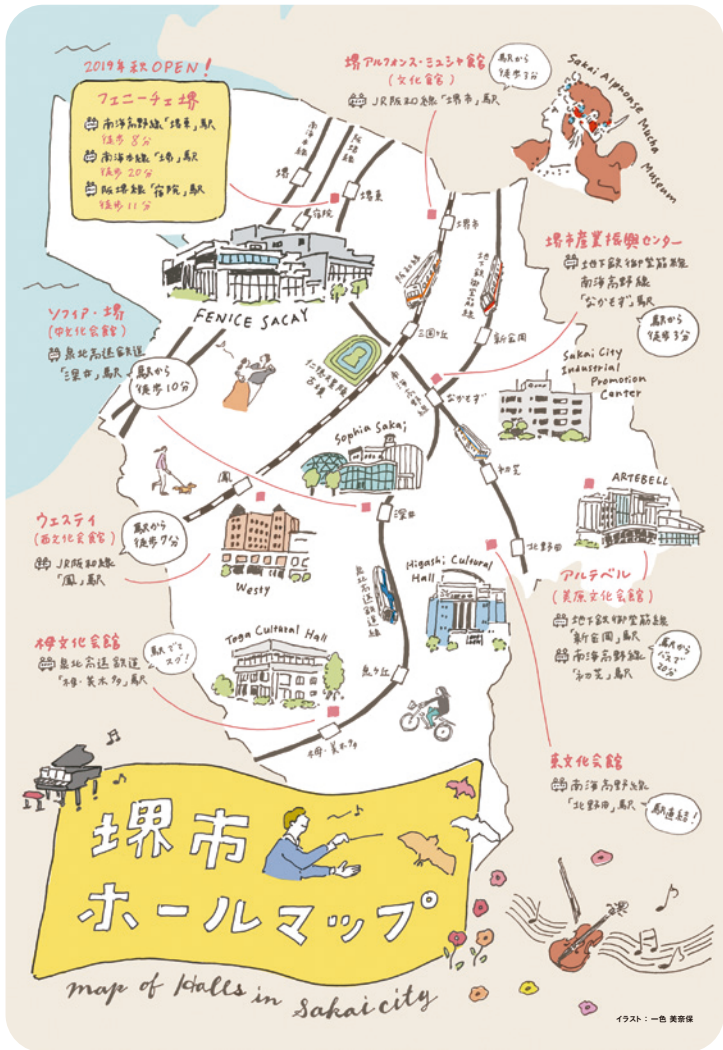 2019年秋OPEN!
フェニーチェ堺
南海高野線「堺東」駅
徒歩8分
南海本線「堺」駅
徒歩20分
阪堺線「宿院」駅
徒歩11分
堺アルフォンス・ミュシャ館
(文化館)
JR阪和線「堺市」駅
駅から
徒歩3分
Sakai Alphonse Mucha Museum
南海本線
阪堺線
堺
宿院
堺東
堺市
FENICE SACAY
阪和線
地下鉄御堂筋線
堺市産業振興センター
地下鉄御堂筋線
南海高野線
「なかもず」駅
駅から
徒歩3分
ソフィア・堺
(中文化会館)
泉北高速鉄道
「深井」駅
駅から
徒歩10分
三国ヶ丘
新金岡
仁徳天皇陵
古墳
南海高野線
なかもず
Sakai City
Industrial
Promotion
Center
Sophia Sakai
初芝
鳳
深井
ARTEBELL
北野田
ウェスティ
(西文化会館)
JR阪和線
「鳳」駅
駅から
徒歩7分
Westy
泉北高速鉄道線
Higashi Cultural
Hall
アルテベル
(美原文化会館)
地下鉄御堂筋線
「新金岡」駅
南海高野線
「初芝」駅
駅から
バスで
20分
栂文化会館
泉北高速鉄道
「栂・美木多」駅
駅でて
スグ!
Toga Cultural Hall
泉ヶ丘
栂・美木多
東文化会館
南海高野線
「北野田」駅
駅直結!
堺市
ホールマップ
map of Halls in Sakai city
イラスト:一色 美奈保